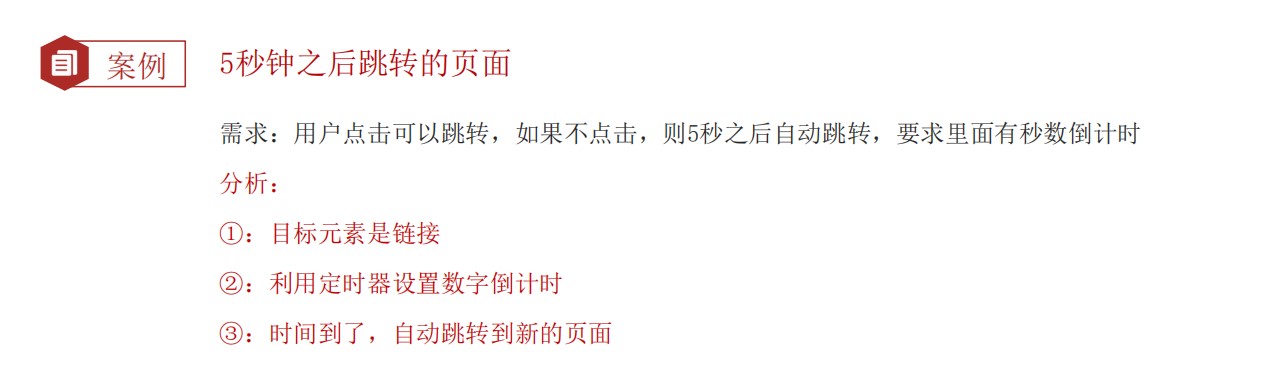 案例
5秒钟之后跳转的页面
需求：用户点击可以跳转，如果不点击，则5秒之后自动跳转，要求里面有秒数倒计时
分析：
①：目标元素是链接
②：利用定时器设置数字倒计时
③：时间到了，自动跳转到新的页面